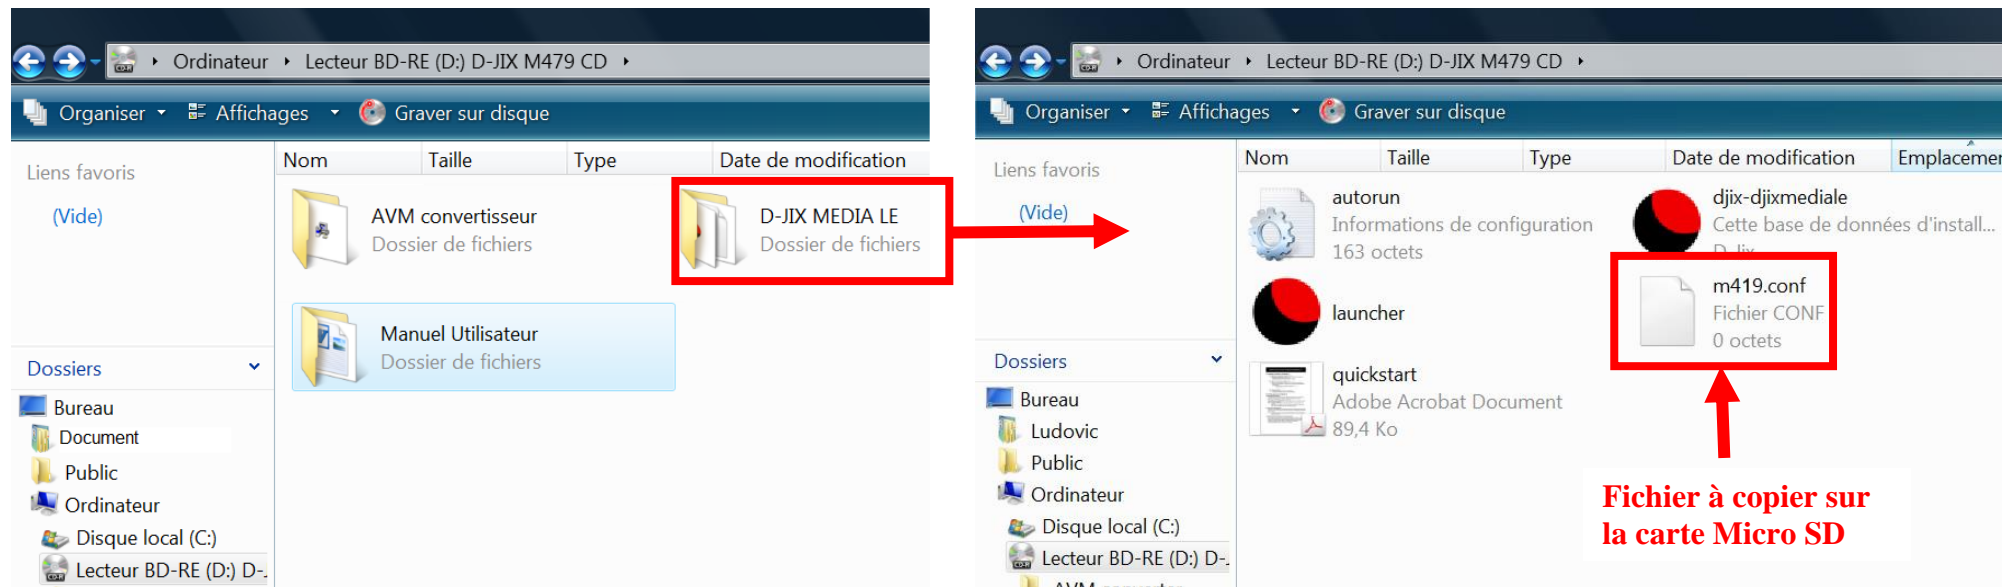 Ordinateur Lecteur BD-RE (D:) D-JIX M479 CD
Organiser Affichages Graver sur disque
Liens favoris
(Vide)
Nom Taille Type Date de modification
AVM convertisseur
Dossier de fichiers
D-JIX MEDIA LE
Dossier de fichiers
Manuel Utilisateur
Dossier de fichiers
Dossiers
Bureau
Document
Public
Ordinateur
Disque local (C:)
Lecteur BD-RE (D:) D-
Ordinateur Lecteur BD-RE (D:) D-JIX M479 CD
Organiser Affichages Graver sur disque
Liens favoris
(Vide)
Nom Taille Type Date de modification Emplacemen
autorun
Informations de configuration
163 octets
djix-djixmediale
Cette base de données d'install...
D-Jix
launcher
m419.conf
Fichier CONF
0 octets
quickstart
Adobe Acrobat Document
89,4 Ko
Dossiers
Bureau
Ludovic
Public
Ordinateur
Disque local (C:)
Lecteur BD-RE (D:) D-
Fichier à copier sur
la carte Micro SD